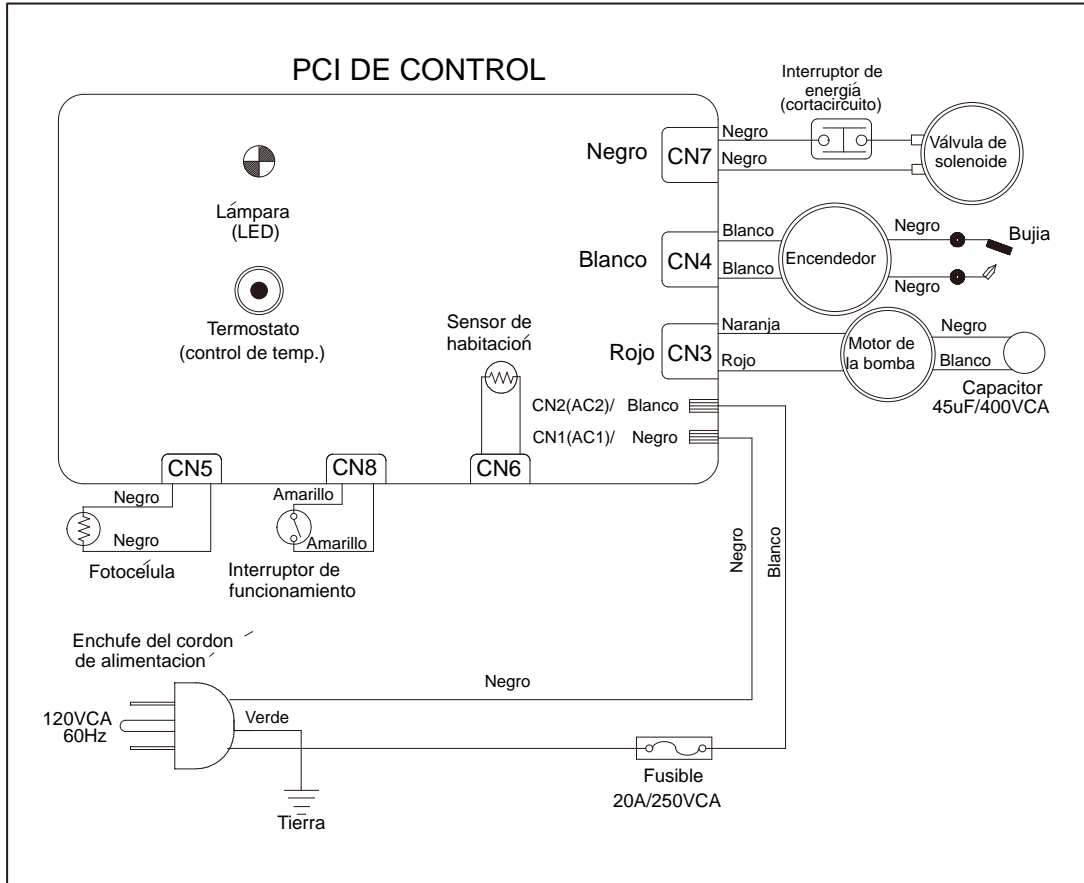 PCI DE CONTROL
Interruptor de
energía
(cortacircuito)
Negro
CN7
Negro
Negro
Válvula de
solenoide
Lámpara
(LED)
Blanco
CN4
Blanco
Blanco
Encendedor
Negro
Negro
Bujia
Termostato
(control de temp.)
Sensor de
habitación
Rojo
CN3
Naranja
Rojo
Motor de
la bomba
Negro
Blanco
Capacitor
45uF/400VCA
CN2(AC2)/ Blanco
CN1(AC1)/ Negro
CN5
CN8
CN6
Negro
Negro
Fotocélula
Amarillo
Amarillo
Interruptor de
funcionamiento
Negro
Blanco
Enchufe del cordon
de alimentacion
Negro
120VCA
60Hz
Verde
Tierra
Fusible
20A/250VCA